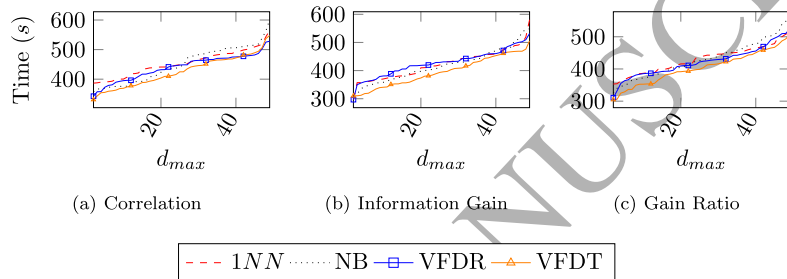 600
500
400
Time (s)
20
40
d_max
(a) Correlation
600
500
400
300
20
40
d_max
(b) Information Gain
500
400
300
20
40
d_max
(c) Gain Ratio
1NN NB VFDR VFDT
NUSC